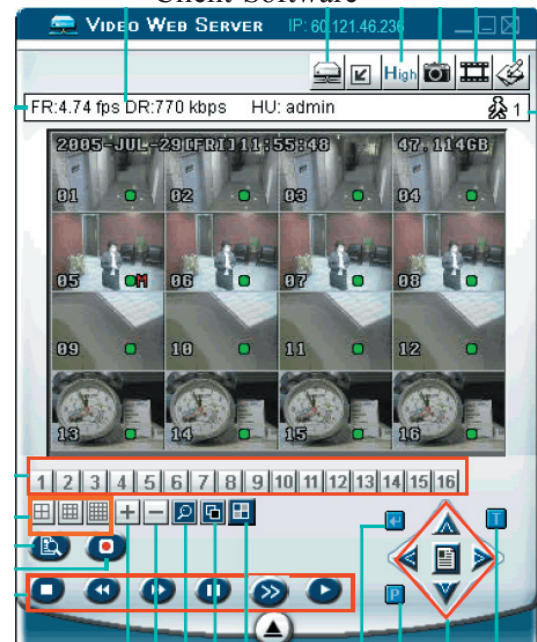 Client Software
VIDEO WEB SERVER IP: 60.121.46.236
High
FR:4.74 fps DR:770 kbps HU: admin 1
2005-JUL-29[FRI]11:55:48 47.114GB
01 02 03 04
05 M 06 07 08
09 10 11 12
13 14 15 16
1 2 3 4 5 6 7 8 9 10 11 12 13 14 15 16
T
P